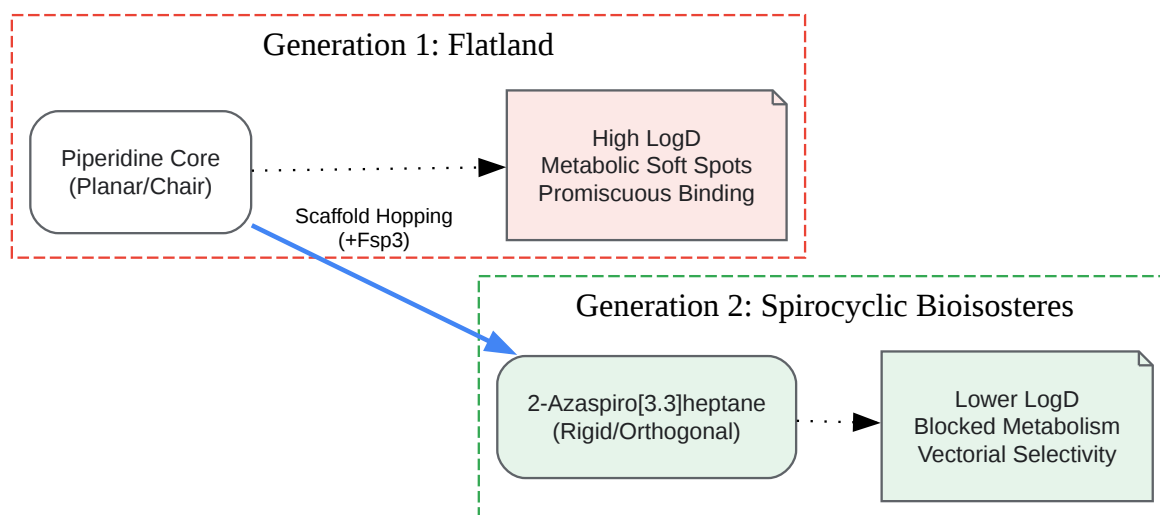 Generation 1: Flatland
Piperidine Core
(Planar/Chair)
High LogD
Metabolic Soft Spots
Promiscuous Binding
Scaffold Hopping
(+Fsp3)
Generation 2: Spirocyclic Bioisosteres
2-Azaspiro[3.3]heptane
(Rigid/Orthogonal)
Lower LogD
Blocked Metabolism
Vectorial Selectivity